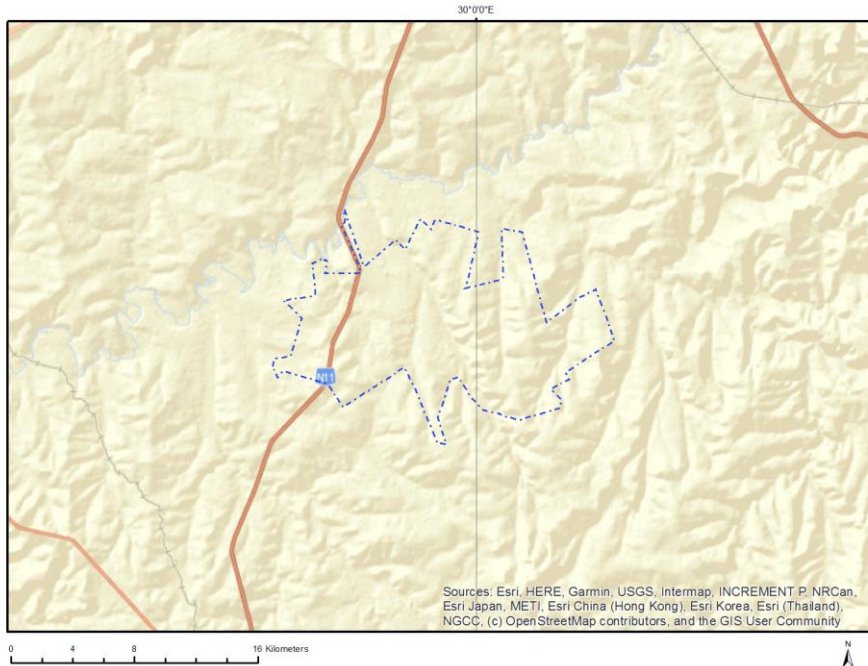 30°0'0"E
N11
Sources: Esri, HERE, Garmin, USGS, Intermap, INCREMENT P, NRCan,
Esri Japan, METI, Esri China (Hong Kong), Esri Korea, Esri (Thailand),
NGCC, (c) OpenStreetMap contributors, and the GIS User Community
0 4 8 16 Kilometers
N